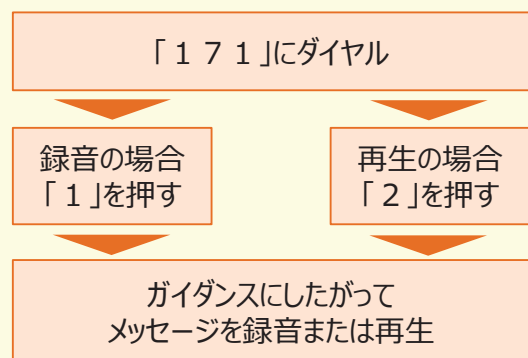 「１７１」にダイヤル
録音の場合
「１」を押す
再生の場合
「２」を押す
ガイダンスにしたがって
メッセージを録音または再生